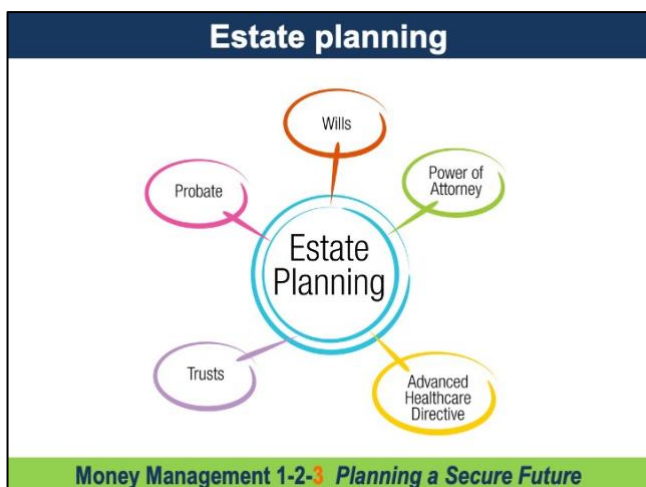 Estate planning
Wills
Power of
Attorney
Probate
Estate
Planning
Trusts
Advanced
Healthcare
Directive
Money Management 1-2-3 Planning a Secure Future